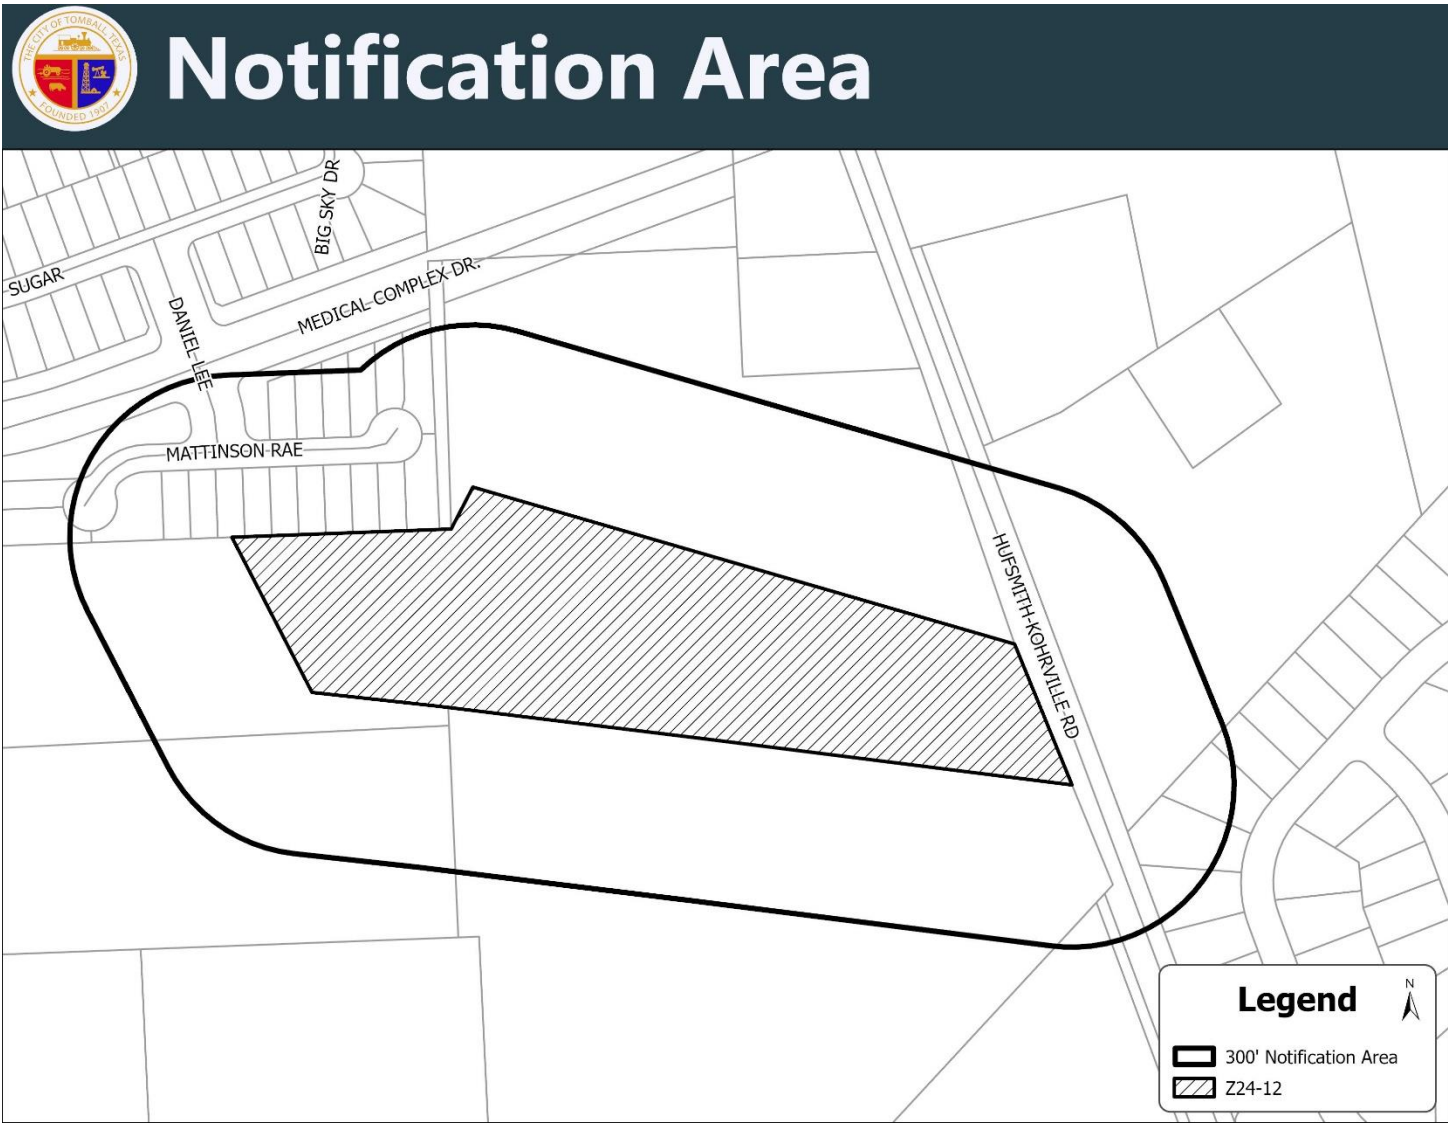 THE CITY OF TOMBALL, TEXAS
FOUNDED 1907
Notification Area
BIG SKY DR
SUGAR
MEDICAL COMPLEX DR.
DANIEL LEE
MATTINSON RAE
HUFSMITH-KOHRVILLE RD
Legend
N
300' Notification Area
Z24-12